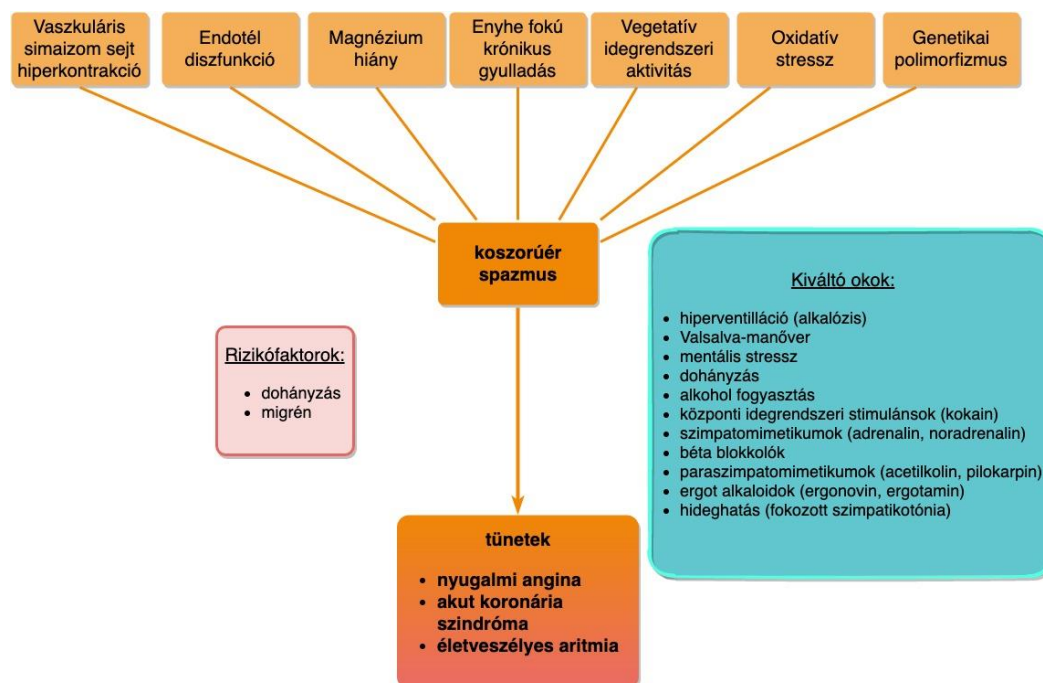 Vaszkuláris
simaizom sejt
hiperkontrakció
Endotél
diszfunkció
Magnézium
hiány
Enyhe fokú
krónikus
gyulladás
Vegetatív
idegrendszeri
aktivitás
Oxidatív
stressz
Genetikai
polimorfizmus
koszorúér
spazmus
Rizikófaktorok:
• dohányzás
• migrén
Kiváltó okok:
• hiperventilláció (alkalózis)
• Valsalva-manőver
• mentális stressz
• dohányzás
• alkohol fogyasztás
• központi idegrendszeri stimulánsok (kokain)
• szimpatomimetikumok (adrenalin, noradrenalin)
• béta blokkolók
• paraszimpatomimetikumok (acetilkolin, pilokarpin)
• ergot alkaloidok (ergonovin, ergotamin)
• hideghatás (fokozott szimpatikotónia)
tünetek
• nyugalmi angina
• akut koronária
szindróma
• életveszélyes aritmia